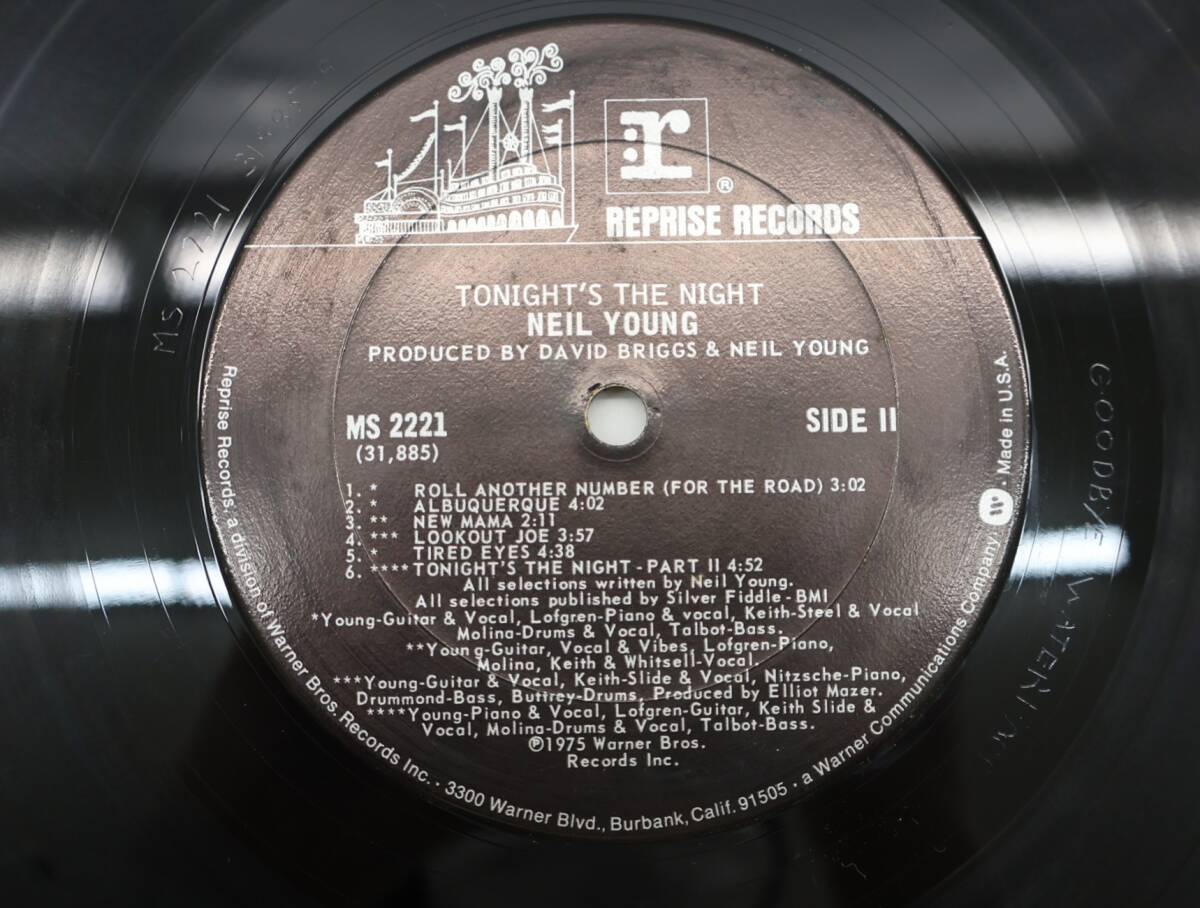 r
®
REPRISE RECORDS
TONIGHT'S THE NIGHT
NEIL YOUNG
PRODUCED BY DAVID BRIGGS & NEIL YOUNG
MS 2221
SIDE II
(31,885)
1. * ROLL ANOTHER NUMBER (FOR THE ROAD) 3:02
2. * ALBUQUERQUE 4:02
3. ** NEW MAMA 2:11
4. *** LOOKOUT JOE 3:57
5. * TIRED EYES 4:38
6. **** TONIGHT'S THE NIGHT - PART II 4:52
All selections written by Neil Young.
All selections published by Silver Fiddle - BMI
*Young-Guitar & Vocal, Lofgren-Piano & vocal, Keith-Steel & Vocal
Molina-Drums & Vocal, Talbot-Bass.
**Young-Guitar, Vocal & Vibes, Lofgren-Piano,
Molina, Keith & Whitsell-Vocal.
***Young-Guitar & Vocal, Keith-Slide & Vocal, Nitzsche-Piano,
Drummond-Bass, Buttrey-Drums, Produced by Elliot Mazer.
****Young-Piano & Vocal, Lofgren-Guitar, Keith Slide &
Vocal, Molina-Drums & Vocal, Talbot-Bass.
℗1975 Warner Bros.
Records Inc.
Reprise Records, a division of Warner Bros. Records Inc. · 3300 Warner Blvd., Burbank, Calif. 91505 · a Warner Communications Company W · Made in U.S.A.
MS 2221
GOODBYE